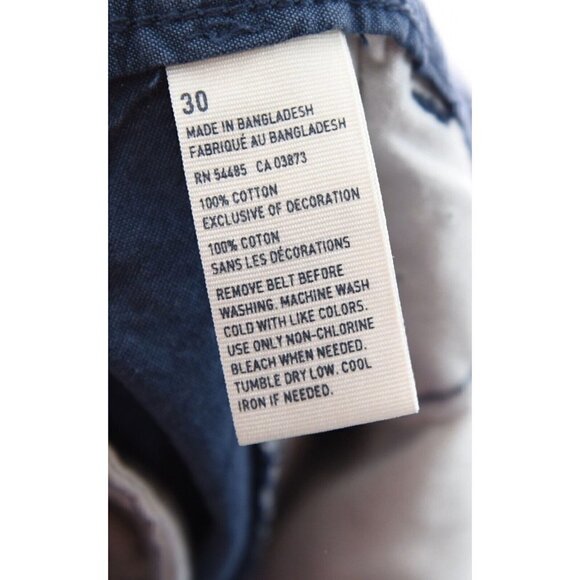 30
MADE IN BANGLADESH
FABRIQUÉ AU BANGLADESH
RN 54485 CA 03873
100% COTTON
EXCLUSIVE OF DECORATION
100% COTON
SANS LES DÉCORATIONS
REMOVE BELT BEFORE
WASHING. MACHINE WASH
COLD WITH LIKE COLORS.
USE ONLY NON-CHLORINE
BLEACH WHEN NEEDED.
TUMBLE DRY LOW. COOL
IRON IF NEEDED.